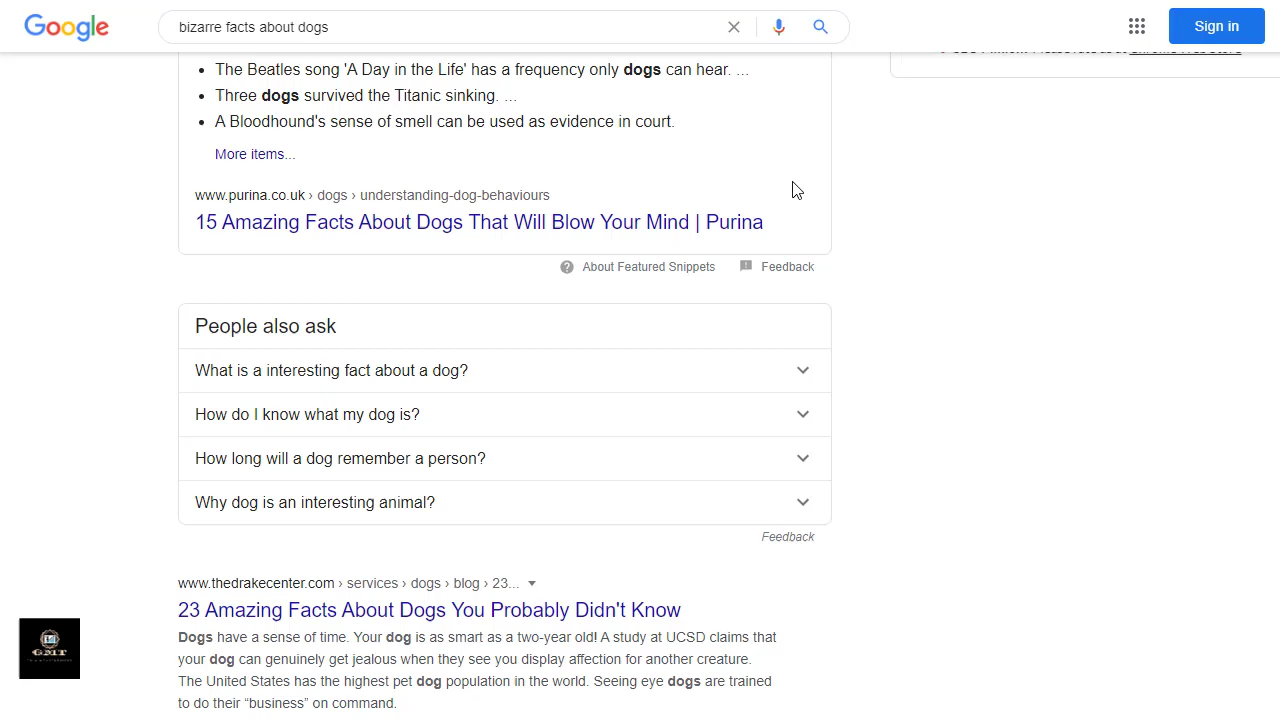 Google
bizarre facts about dogs
Sign in
The Beatles song 'A Day in the Life' has a frequency only dogs can hear. ...
Three dogs survived the Titanic sinking. ...
A Bloodhound's sense of smell can be used as evidence in court.
More items...
www.purina.co.uk › dogs › understanding-dog-behaviours
15 Amazing Facts About Dogs That Will Blow Your Mind | Purina
About Featured Snippets
Feedback
People also ask
What is a interesting fact about a dog?
How do I know what my dog is?
How long will a dog remember a person?
Why dog is an interesting animal?
Feedback
www.thedrakecenter.com › services › dogs › blog › 23...
23 Amazing Facts About Dogs You Probably Didn't Know
Dogs have a sense of time. Your dog is as smart as a two-year old! A study at UCSD claims that
your dog can genuinely get jealous when they see you display affection for another creature.
The United States has the highest pet dog population in the world. Seeing eye dogs are trained
to do their “business” on command.
GMT